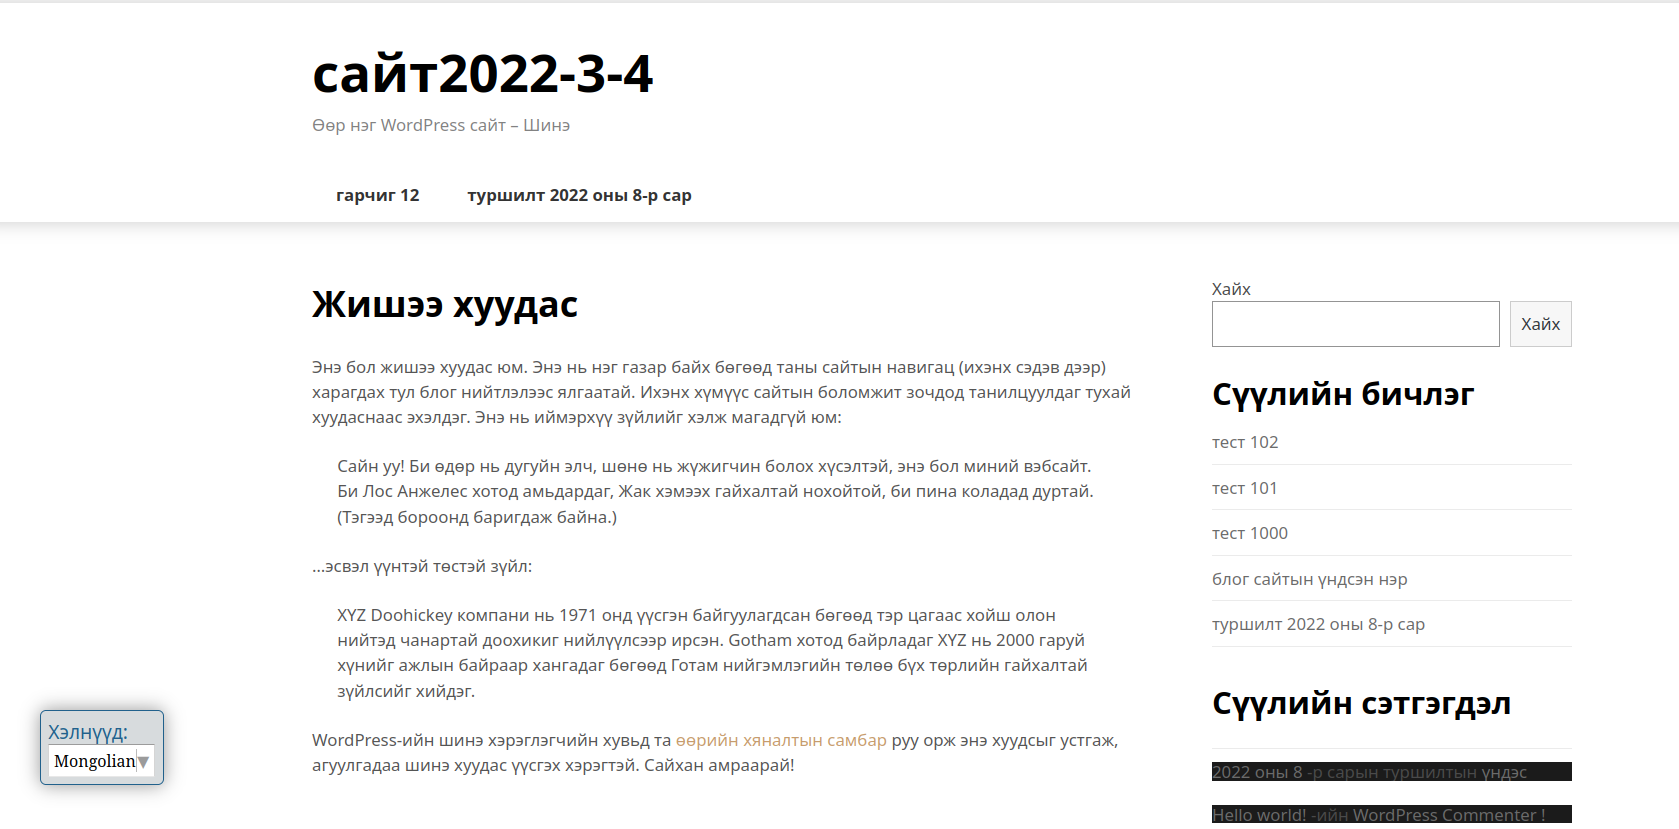 сайт2022-3-4
Өөр нэг WordPress сайт – Шинэ
гарчиг 12
туршилт 2022 оны 8-р сар
Жишээ хуудас
Энэ бол жишээ хуудас юм. Энэ нь нэг газар байх бөгөөд таны сайтын навигац (ихэнх сэдэв дээр)
харагдах тул блог нийтлэлээс ялгаатай. Ихэнх хүмүүс сайтын боломжит зочдод танилцуулдаг тухай
хуудаснаас эхэлдэг. Энэ нь иймэрхүү зүйлийг хэлж магадгүй юм:
Сайн уу! Би өдөр нь дугуйн элч, шөнө нь жүжигчин болох хүсэлтэй, энэ бол миний вэбсайт.
Би Лос Анжелес хотод амьдардаг, Жак хэмээх гайхалтай нохойтой, би пина коладад дуртай.
(Тэгээд бороонд баригдаж байна.)
...эсвэл үүнтэй төстэй зүйл:
XYZ Doohickey компани нь 1971 онд үүсгэн байгуулагдсан бөгөөд тэр цагаас хойш олон
нийтэд чанартай доохикиг нийлүүлсээр ирсэн. Gotham хотод байрладаг XYZ нь 2000 гаруй
хүнийг ажлын байраар хангадаг бөгөөд Готам нийгэмлэгийн төлөө бүх төрлийн гайхалтай
зүйлсийг хийдэг.
WordPress-ийн шинэ хэрэглэгчийн хувьд та өөрийн хяналтын самбар руу орж энэ хуудсыг устгаж,
агуулгадаа шинэ хуудас үүсгэх хэрэгтэй. Сайхан амраарай!
Хайх
Хайх
Сүүлийн бичлэг
тест 102
тест 101
тест 1000
блог сайтын үндсэн нэр
туршилт 2022 оны 8-р сар
Сүүлийн сэтгэгдэл
2022 оны 8 -р сарын туршилтын үндэс
Hello world! -ийн WordPress Commenter !
Хэлнүүд:
Mongolian